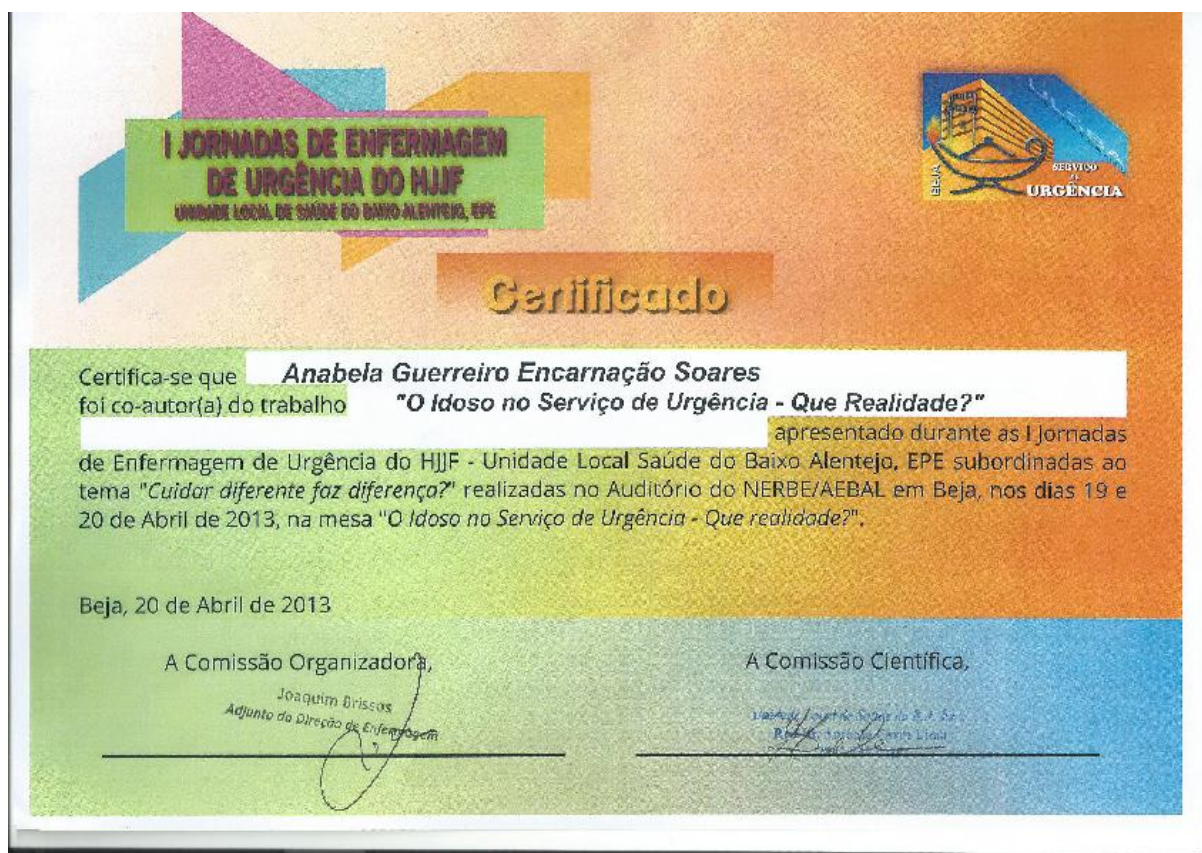 I JORNADAS DE ENFERMAGEM
DE URGÊNCIA DO HJJF
UNIDADE LOCAL DE SAÚDE DO BAIXO ALENTEJO, EPE
BEJA
SERVIÇO
DE
URGÊNCIA
Certificado
Certifica-se que Anabela Guerreiro Encarnação Soares
foi co-autor(a) do trabalho "O Idoso no Serviço de Urgência - Que Realidade?"
apresentado durante as I Jornadas
de Enfermagem de Urgência do HJJF - Unidade Local Saúde do Baixo Alentejo, EPE subordinadas ao
tema "Cuidar diferente faz diferença?" realizadas no Auditório do NERBE/AEBAL em Beja, nos dias 19 e
20 de Abril de 2013, na mesa "O Idoso no Serviço de Urgência - Que realidade?".
Beja, 20 de Abril de 2013
A Comissão Organizadora,
A Comissão Científica,
Joaquim Brissos
Adjunto da Direção de Enfermagem